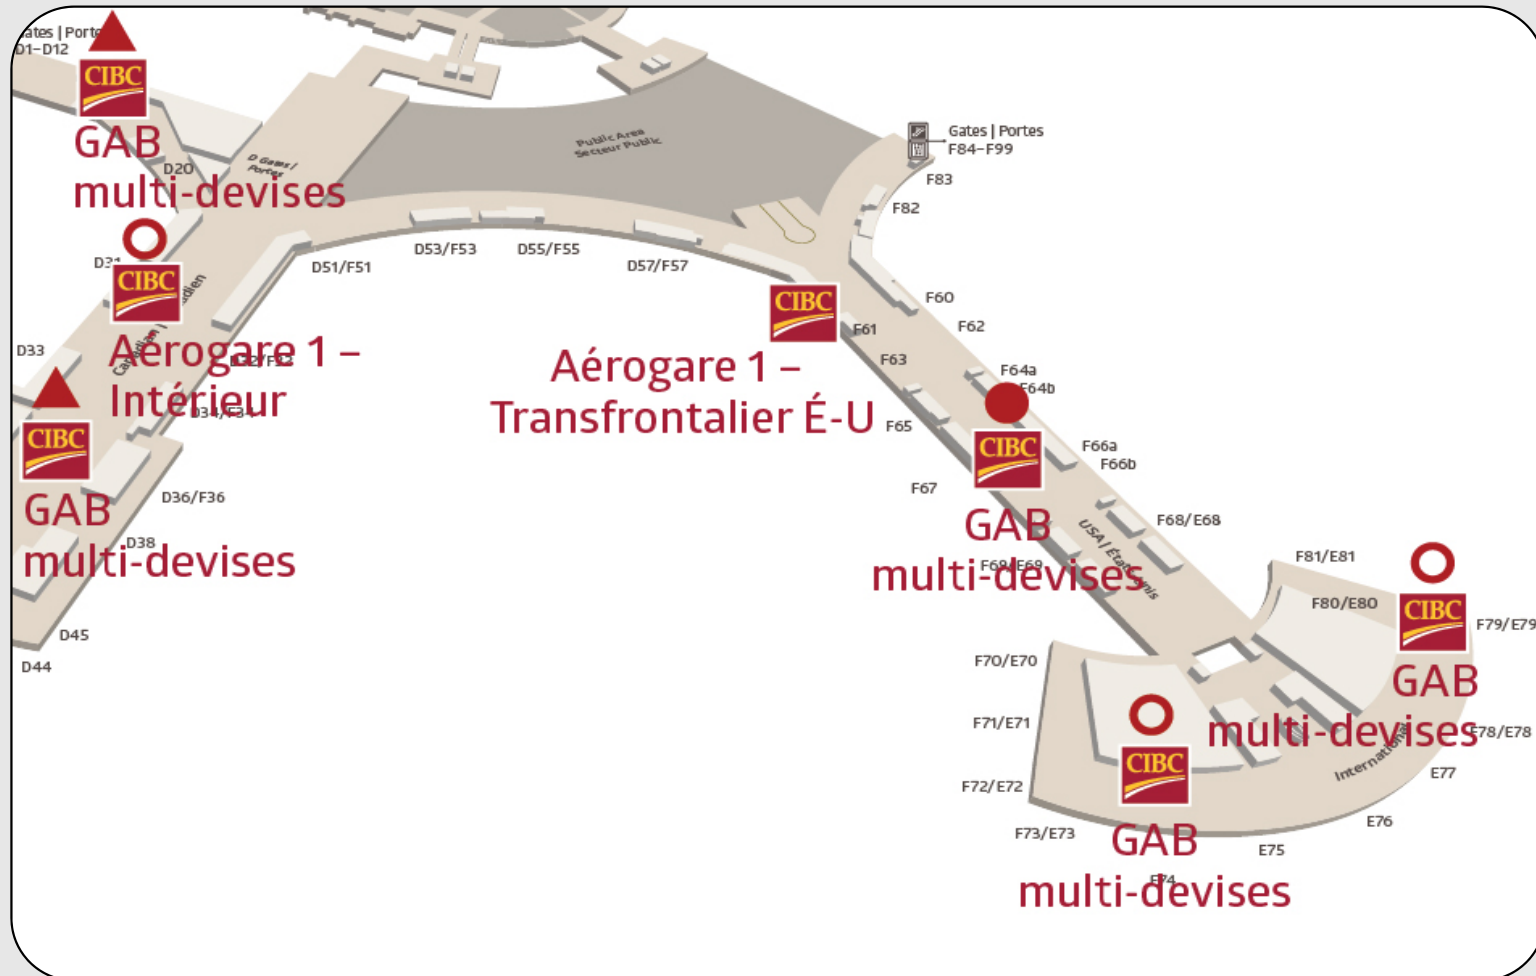 Gates | Portes
D1–D12
CIBC
GAB
multi-devises
D20
D Gates /
Portes
Public Area
Secteur Public
Gates | Portes
F84–F99
F83
F82
D31
CIBC
D51/F51
D53/F53
D55/F55
D57/F57
CIBC
F60
F61
F62
F63
D33
Aérogare 1 –
Intérieur
Aérogare 1 –
Transfrontalier É-U
F64a
F64b
F65
CIBC
GAB
multi-devises
D36/F36
D38
D45
D44
F66a
F66b
F67
CIBC
GAB
multi-devises
USA | États-Unis
F68/E68
F69/E69
F81/E81
F80/E80
F79/E79
CIBC
GAB
multi-devises
F78/E78
International
E77
E76
E75
F70/E70
F71/E71
F72/E72
F73/E73
CIBC
GAB
multi-devises